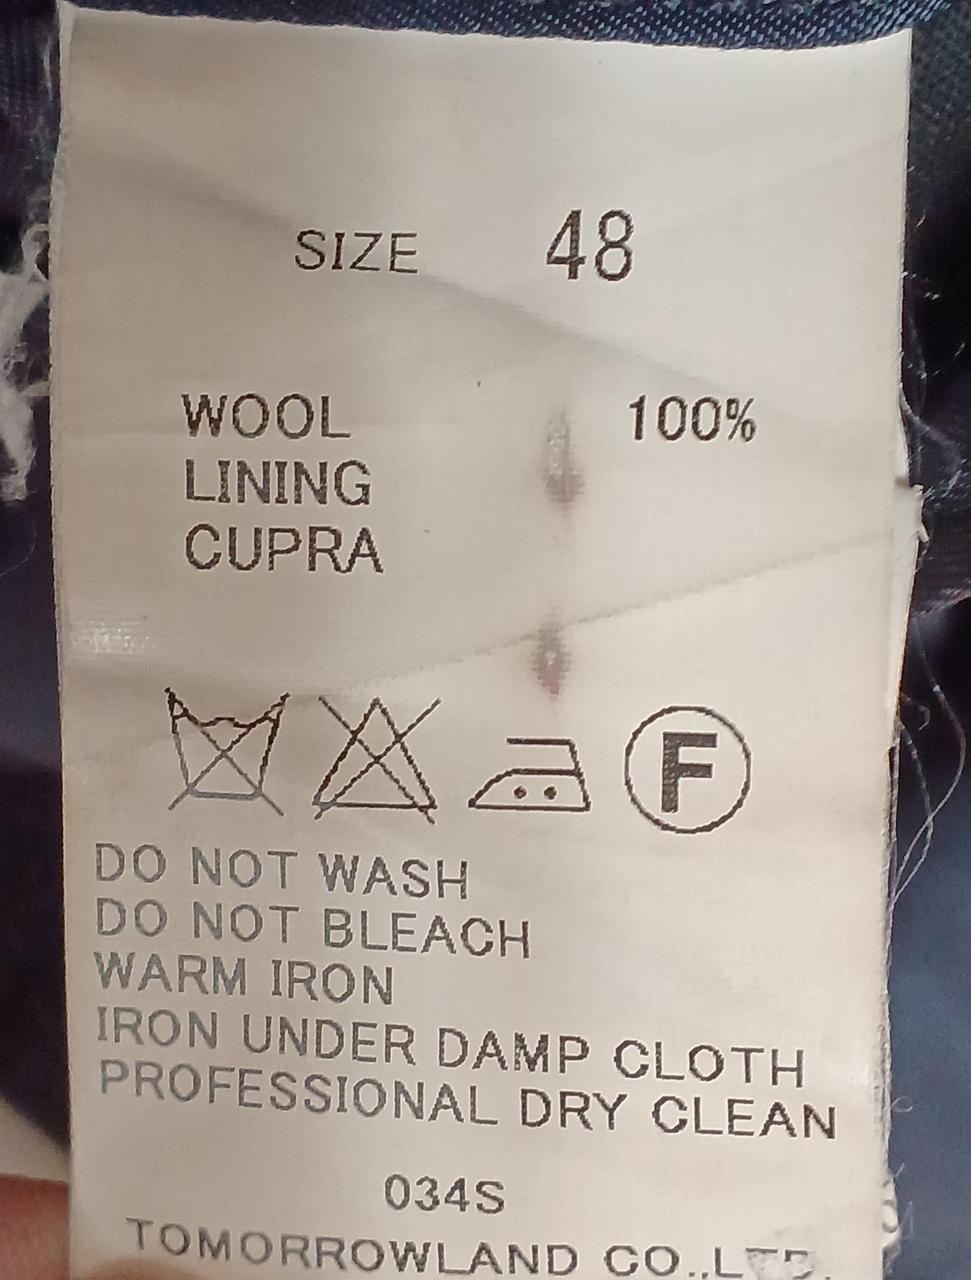 SIZE 48
WOOL 100%
LINING
CUPRA
F
DO NOT WASH
DO NOT BLEACH
WARM IRON
IRON UNDER DAMP CLOTH
PROFESSIONAL DRY CLEAN
034S
TOMORROWLAND CO.,LTD.